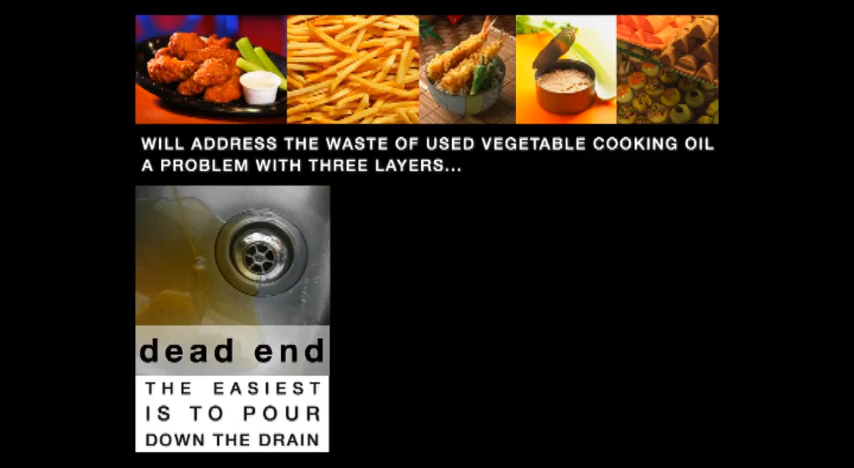 WILL ADDRESS THE WASTE OF USED VEGETABLE COOKING OIL
A PROBLEM WITH THREE LAYERS...
dead end
THE EASIEST
IS TO POUR
DOWN THE DRAIN